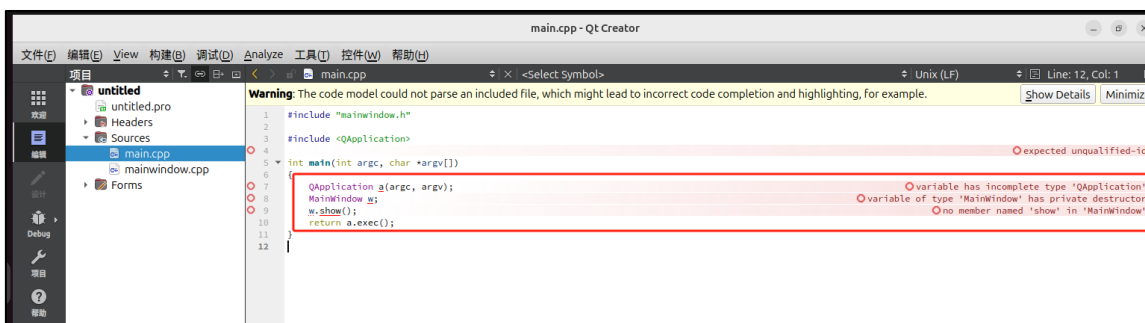 main.cpp - Qt Creator
文件(F) 编辑(E) View 构建(B) 调试(D) Analyze 工具(T) 控件(W) 帮助(H)
项目 main.cpp <Select Symbol> Unix (LF) Line: 12, Col: 1
Warning: The code model could not parse an included file, which might lead to incorrect code completion and highlighting, for example. Show Details Minimiz
欢迎
编辑
设计
Debug
项目
帮助
untitled
untitled.pro
Headers
Sources
main.cpp
mainwindow.cpp
Forms
1 #include "mainwindow.h"
2
3 #include <QApplication>
4 expected unqualified-id
5 int main(int argc, char *argv[])
6 {
7 QApplication a(argc, argv); variable has incomplete type 'QApplication'
8 MainWindow w; variable of type 'MainWindow' has private destructor
9 w.show(); no member named 'show' in 'MainWindow'
10 return a.exec();
11 }
12